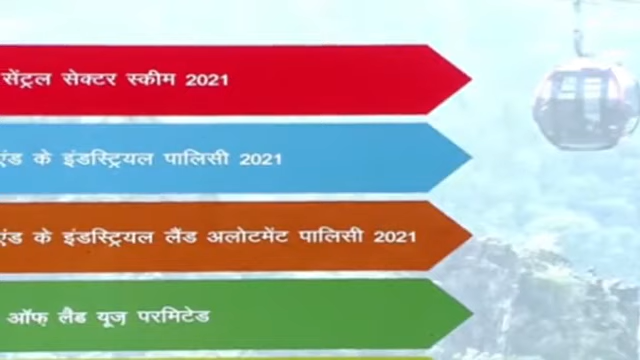 सेंट्रल सेक्टर स्कीम 2021
एंड के इंडस्ट्रियल पालिसी 2021
एंड के इंडस्ट्रियल लैंड अलोटमेंट पालिसी 2021
ऑफ़ लैंड यूज़ परमिटेड